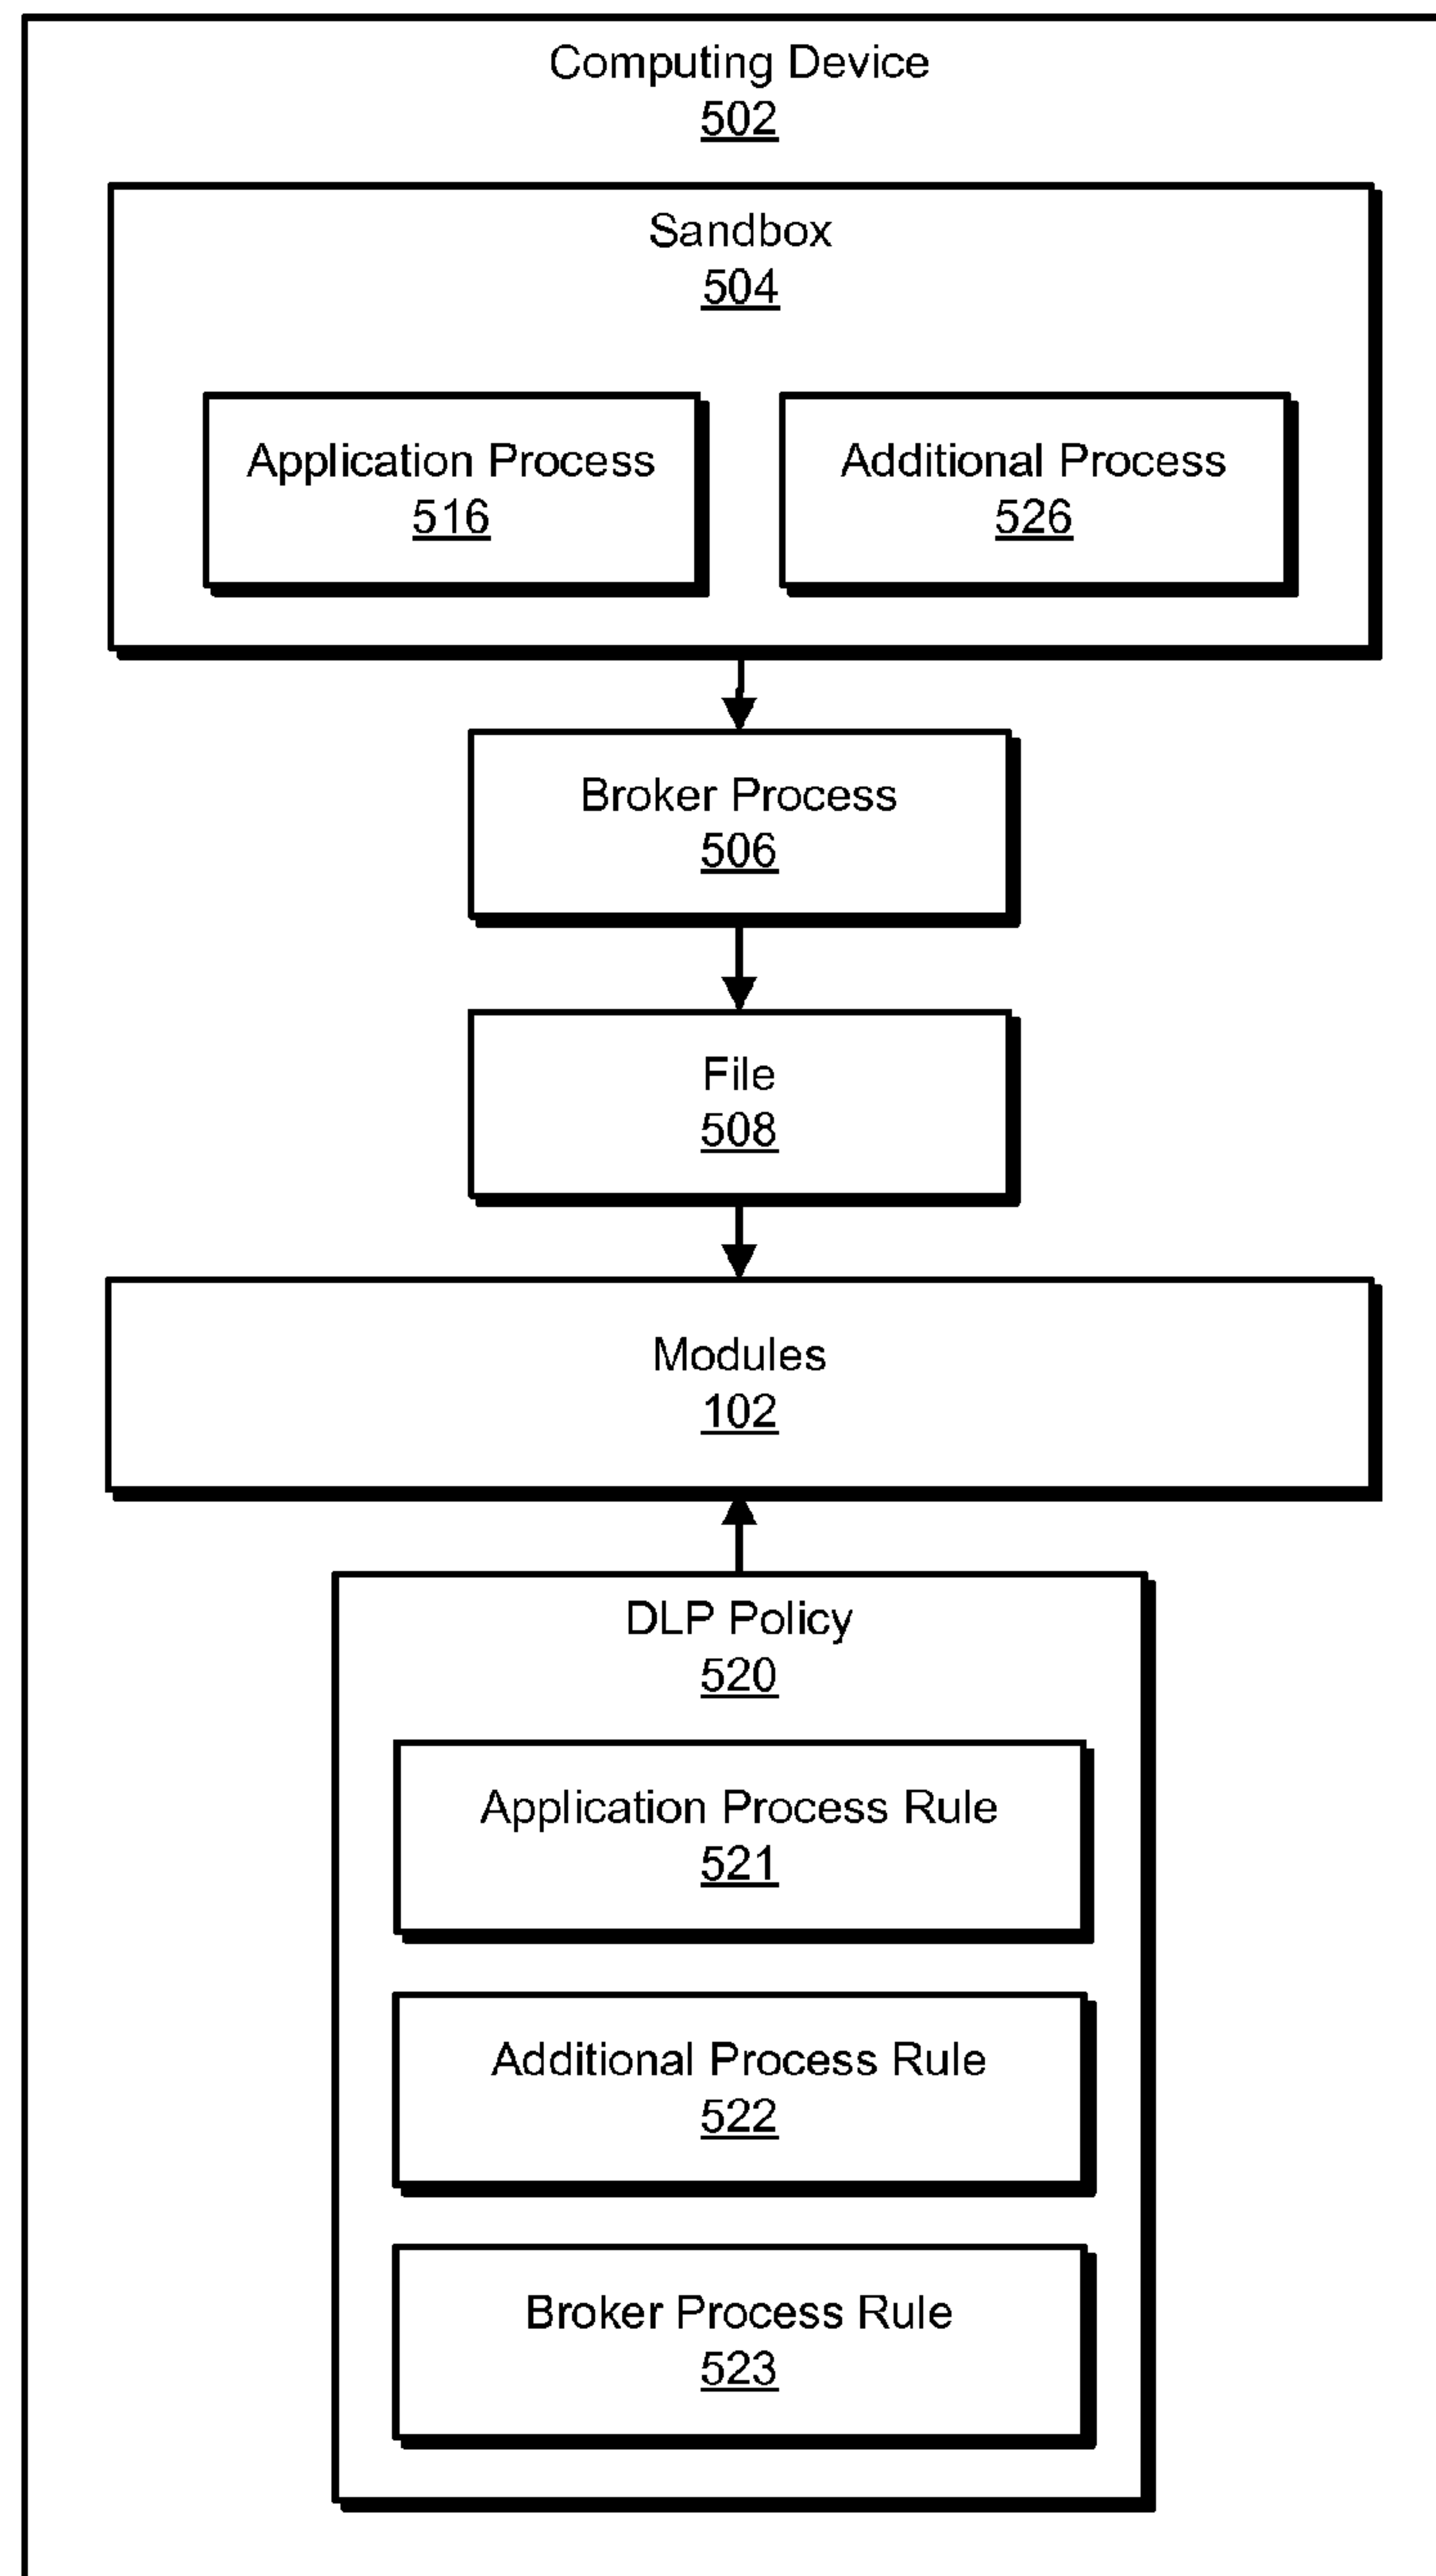 Computing Device
502
Sandbox
504
Application Process
516
Additional Process
526
Broker Process
506
File
508
Modules
102
DLP Policy
520
Application Process Rule
521
Additional Process Rule
522
Broker Process Rule
523